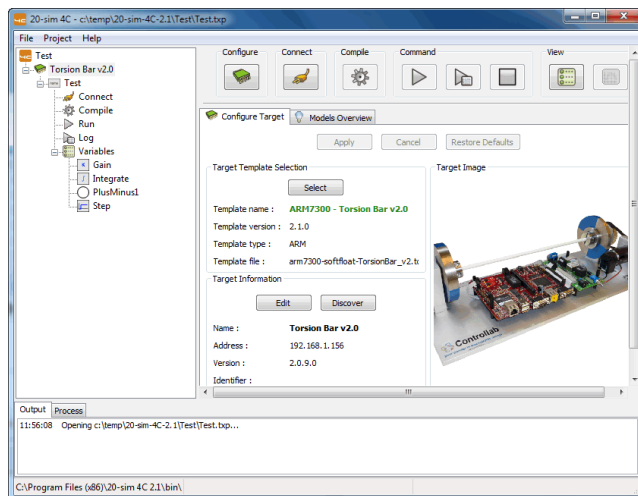 20-sim 4C - c:\temp\20-sim-4C-2.1\Test\Test.txp
File Project Help
Test
Torsion Bar v2.0
Test
Connect
Compile
Run
Log
Variables
Gain
Integrate
PlusMinus1
Step
Configure Connect Compile Command View
Configure Target Models Overview
Apply Cancel Restore Defaults
Target Template Selection
Select
Template name : ARM7300 - Torsion Bar v2.0
Template version : 2.1.0
Template type : ARM
Template file : arm7300-softfloat-TorsionBar_v2.tc
Target Information
Edit Discover
Name : Torsion Bar v2.0
Address : 192.168.1.156
Version : 2.0.9.0
Identifier :
Target Image
Controllab
Output Process
11:56:08 Opening c:\temp\20-sim-4C-2.1\Test\Test.txp...
C:\Program Files (x86)\20-sim 4C 2.1\bin\